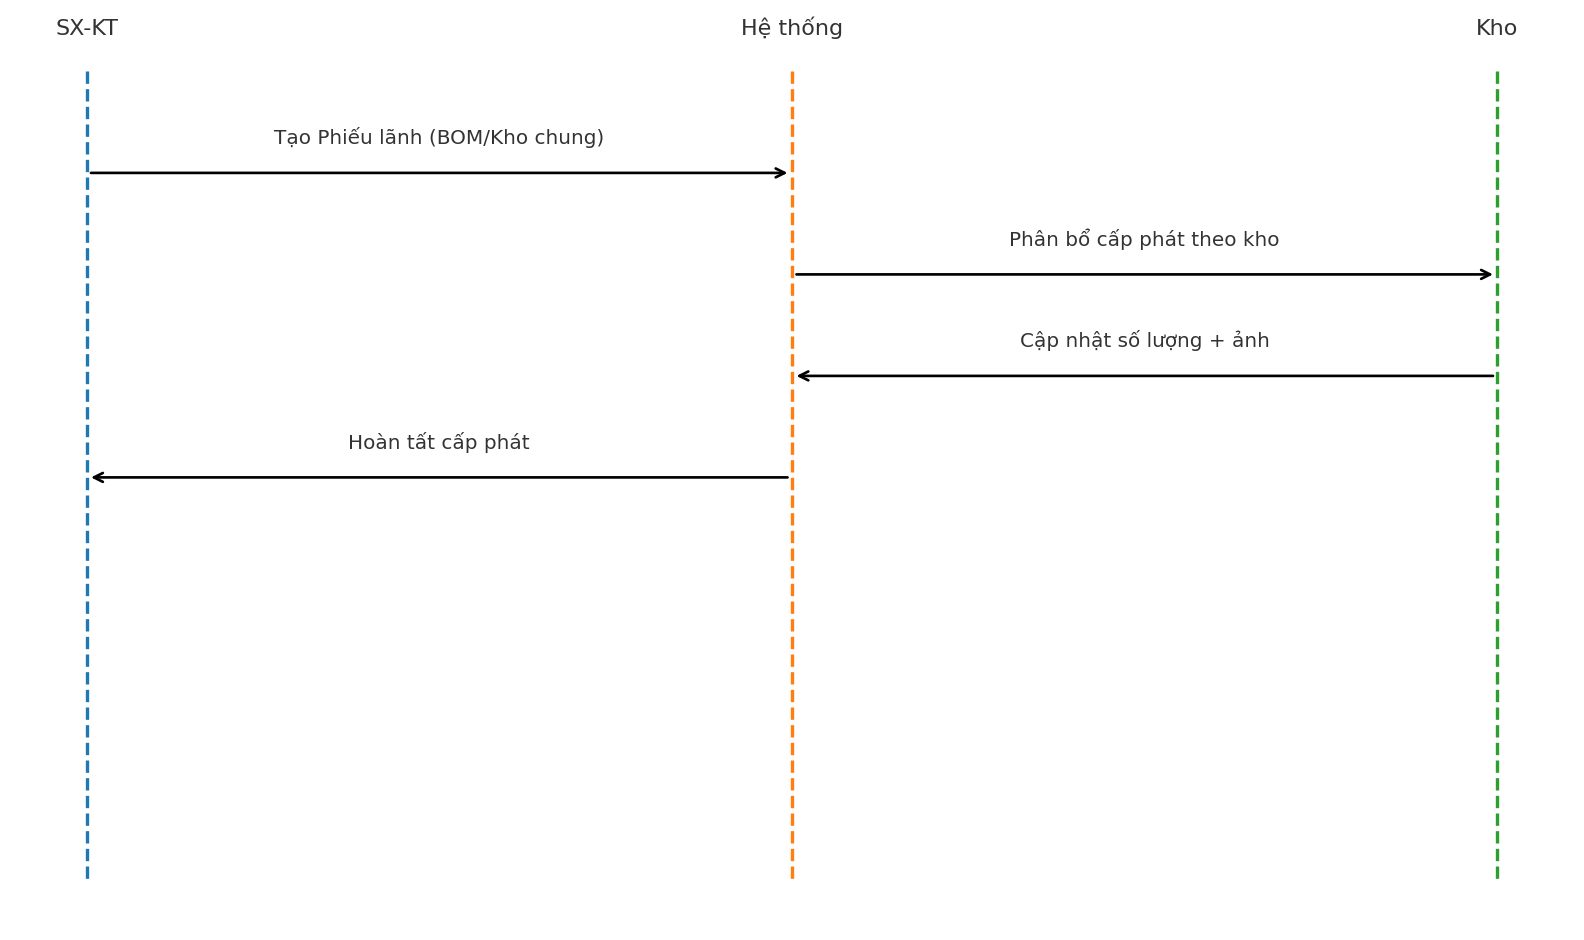 SX-KT
Hệ thống
Kho
Tạo Phiếu lãnh (BOM/Kho chung)
Phân bổ cấp phát theo kho
Cập nhật số lượng + ảnh
Hoàn tất cấp phát